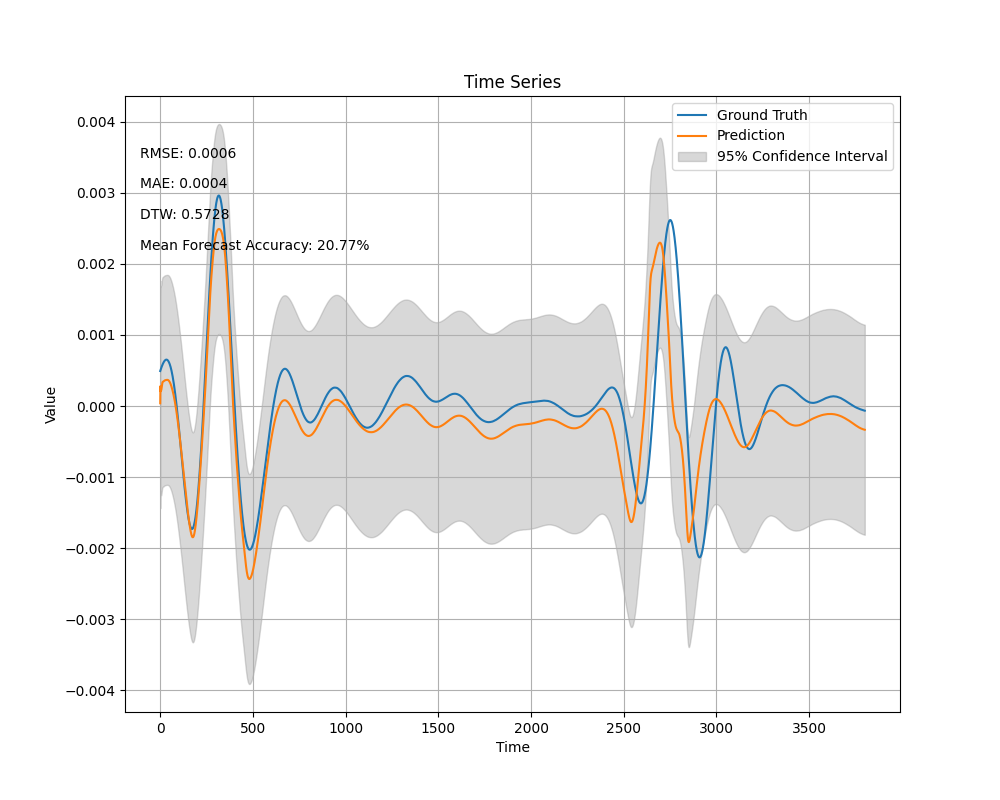 Time Series
0.004
0.003
0.002
0.001
0.000
−0.001
−0.002
−0.003
−0.004
Value
RMSE: 0.0006
MAE: 0.0004
DTW: 0.5728
Mean Forecast Accuracy: 20.77%
Ground Truth
Prediction
95% Confidence Interval
0 500 1000 1500 2000 2500 3000 3500
Time